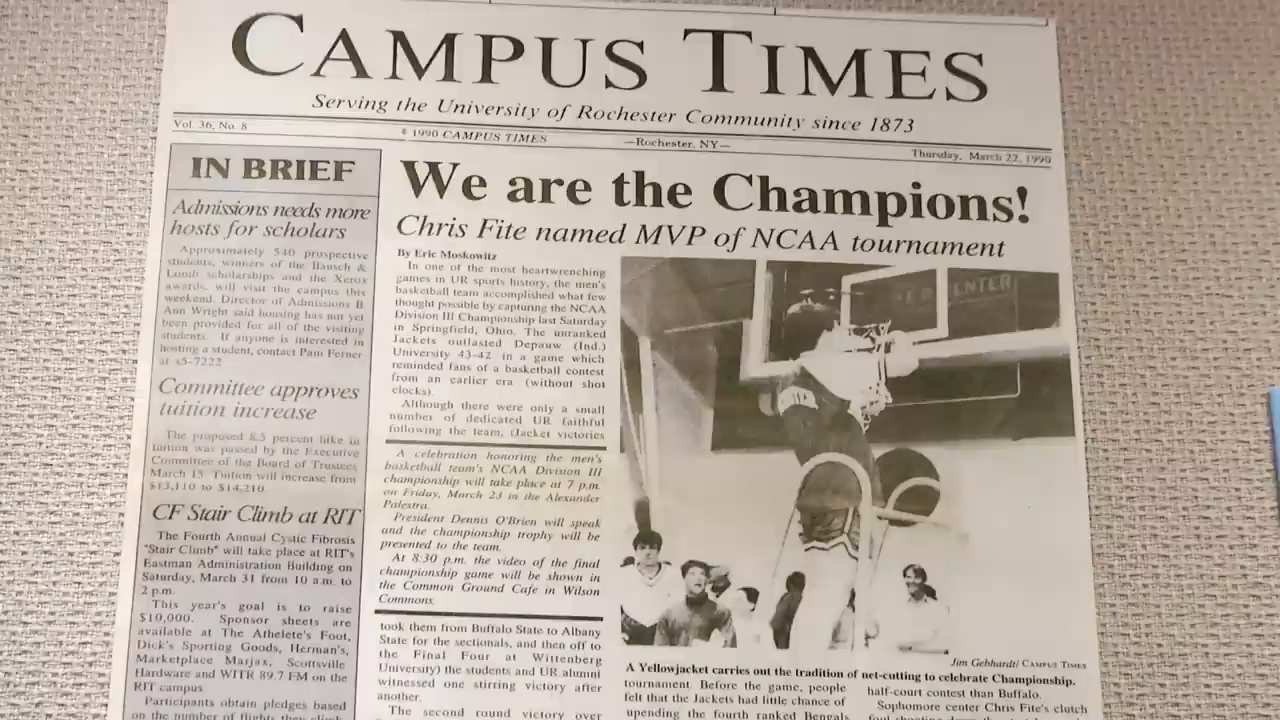 CAMPUS TIMES
Serving the University of Rochester Community since 1873
Vol. 36, No. 8
© 1990 CAMPUS TIMES
—Rochester, NY—
Thursday, March 22, 1990
IN BRIEF
Admissions needs more
hosts for scholars
Approximately 540 prospective
students, winners of the Bausch &
Lomb scholarships and the Xerox
awards, will visit the campus this
weekend. Director of Admissions B.
Ann Wright said housing has not yet
been provided for all of the visiting
students. If anyone is interested in
hosting a student, contact Pam Ferner
at x5-7222
Committee approves
tuition increase
The proposed 8.5 percent hike in
tuition was passed by the Executive
Committee of the Board of Trustees
March 15. Tuition will increase from
$13,110 to $14,210.
CF Stair Climb at RIT
The Fourth Annual Cystic Fibrosis
"Stair Climb" will take place at RIT's
Eastman Administration Building on
Saturday, March 31 from 10 a.m. to
2 p.m.
This year's goal is to raise
$10,000. Sponsor sheets are
available at The Athelete's Foot,
Dick's Sporting Goods, Herman's,
Marketplace Marjax, Scottsville
Hardware and WITR 89.7 FM on the
RIT campus.
Participants obtain pledges based
on the number of flights they climb
We are the Champions!
Chris Fite named MVP of NCAA tournament
By Eric Moskowitz
In one of the most heartwrenching
games in UR sports history, the men's
basketball team accomplished what few
thought possible by capturing the NCAA
Division III Championship last Saturday
in Springfield, Ohio. The unranked
Jackets outlasted Depauw (Ind.)
University 43-42 in a game which
reminded fans of a basketball contest
from an earlier era (without shot
clocks).
Although there were only a small
number of dedicated UR faithful
following the team, (Jacket victories
A celebration honoring the men's
basketball team's NCAA Division III
championship will take place at 7 p.m.
on Friday, March 23 in the Alexander
Palestra.
President Dennis O'Brien will speak
and the championship trophy will be
presented to the team.
At 8:30 p.m. the video of the final
championship game will be shown in
the Common Ground Cafe in Wilson
Commons.
took them from Buffalo State to Albany
State for the sectionals, and then off to
the Final Four at Wittenberg
University) the students and UR alumni
witnessed one stirring victory after
another.
The second round victory over
CENTER
Jim Gebhardt/ CAMPUS TIMES
A Yellowjacket carries out the tradition of net-cutting to celebrate Championship.
tournament. Before the game, people
felt that the Jackets had little chance of
upending the fourth ranked Bengals
half-court contest than Buffalo.
Sophomore center Chris Fite's clutch
foul shooting down the